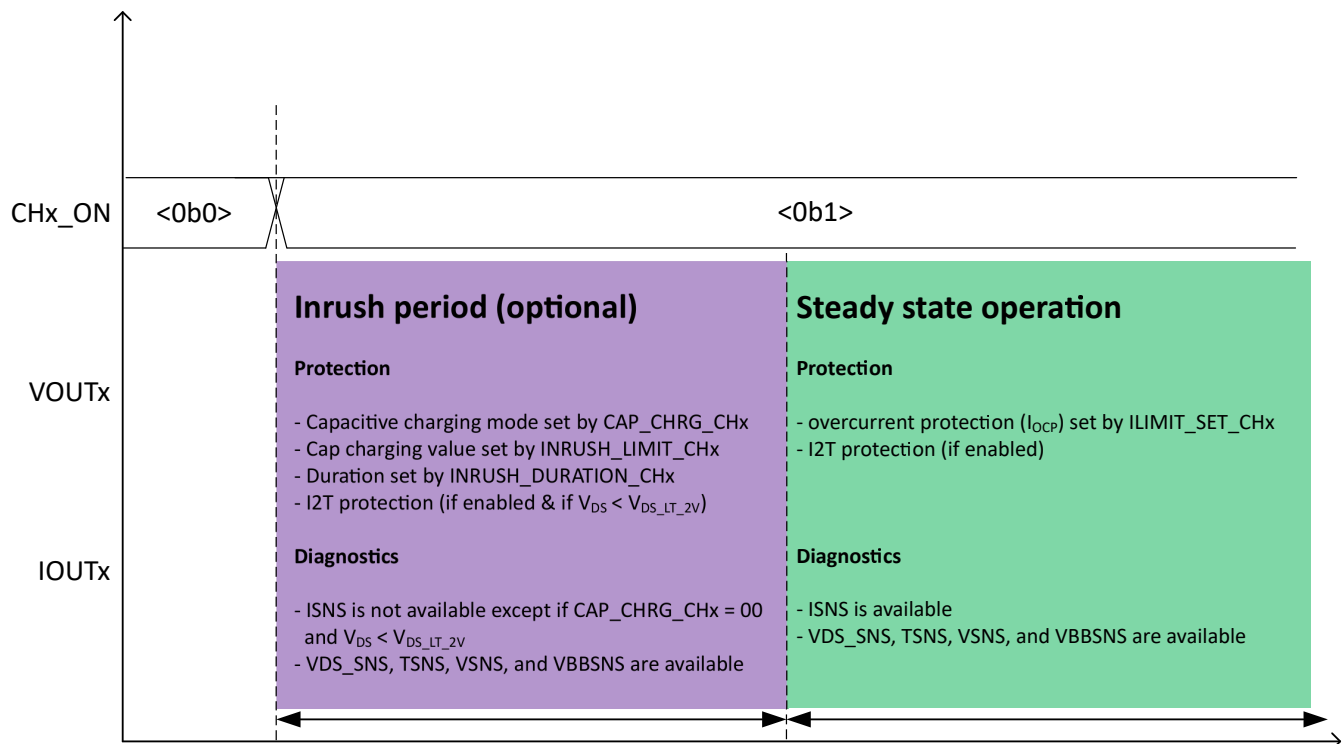 CHx_ON
<0b0>
<0b1>
VOUTx
IOUTx
Inrush period (optional)
Protection
- Capacitive charging mode set by CAP_CHRG_CHx
- Cap charging value set by INRUSH_LIMIT_CHx
- Duration set by INRUSH_DURATION_CHx
- I2T protection (if enabled & if VDS < VDS_LT_2V)
Diagnostics
- ISNS is not available except if CAP_CHRG_CHx = 00
and VDS < VDS_LT_2V
- VDS_SNS, TSNS, VSNS, and VBBSNS are available
Steady state operation
Protection
- overcurrent protection (IOCP) set by ILIMIT_SET_CHx
- I2T protection (if enabled)
Diagnostics
- ISNS is available
- VDS_SNS, TSNS, VSNS, and VBBSNS are available